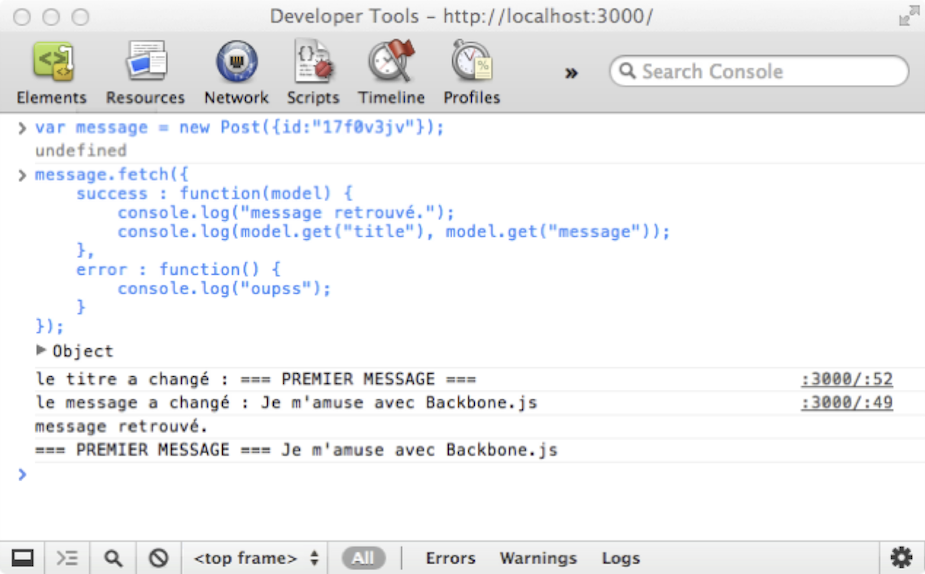 Developer Tools - http://localhost:3000/
Elements Resources Network Scripts Timeline Profiles » Search Console
> var message = new Post({id:"17f0v3jv"});
undefined
> message.fetch({
success : function(model) {
console.log("message retrouvé.");
console.log(model.get("title"), model.get("message"));
},
error : function() {
console.log("oupss");
}
});
▶ Object
le titre a changé : === PREMIER MESSAGE === :3000/:52
le message a changé : Je m'amuse avec Backbone.js :3000/:49
message retrouvé.
=== PREMIER MESSAGE === Je m'amuse avec Backbone.js
>
<top frame> All Errors Warnings Logs